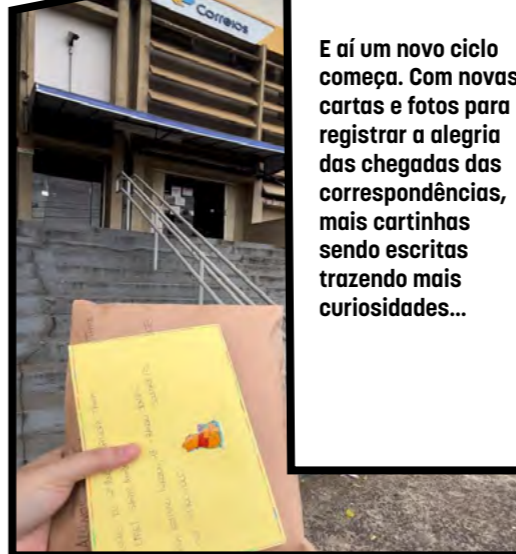 Correios
E aí um novo ciclo
começa. Com novas
cartas e fotos para
registrar a alegria
das chegadas das
correspondências,
mais cartinhas
sendo escritas
trazendo mais
curiosidades...